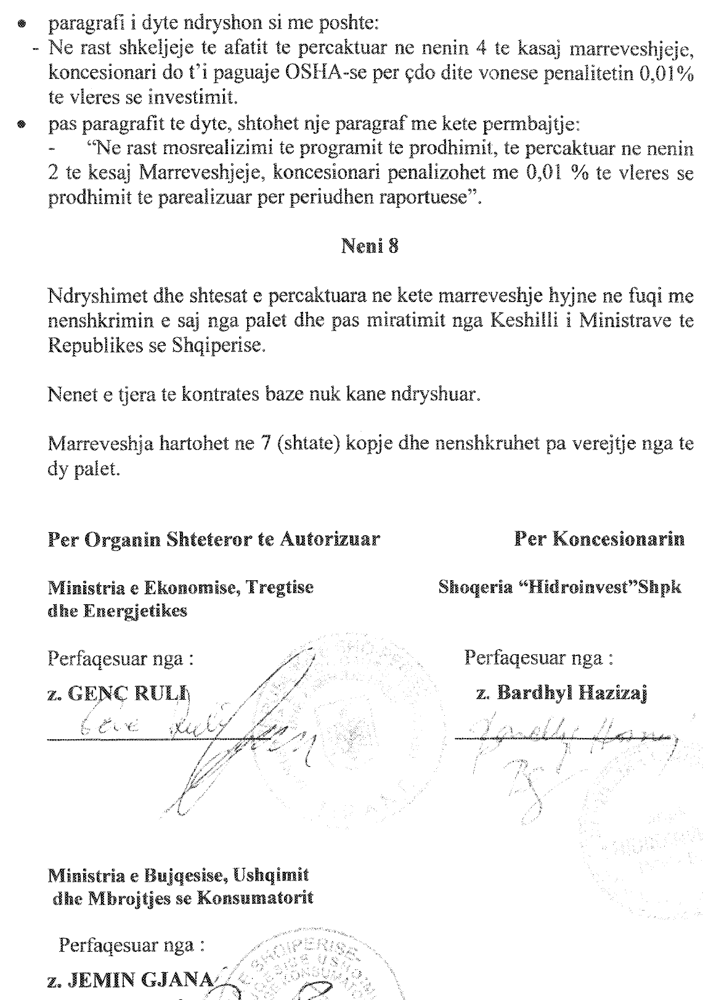 • paragrafi i dyte ndryshon si me poshte:
- Ne rast shkeljeje te afatit te percaktuar ne nenin 4 te kasaj marreveshjeje,
koncesionari do t’i paguaje OSHA-se per çdo dite vonese penalitetin 0,01%
te vleres se investimit.
• pas paragrafit te dyte, shtohet nje paragraf me kete permbajtje:
- “Ne rast mosrealizimi te programit te prodhimit, te percaktuar ne nenin
2 te kesaj Marreveshjeje, koncesionari penalizohet me 0,01 % te vleres se
prodhimit te parealizuar per periudhen raportuese”.
Neni 8
Ndryshimet dhe shtesat e percaktuara ne kete marreveshje hyjne ne fuqi me
nenshkrimin e saj nga palet dhe pas miratimit nga Keshilli i Ministrave te
Republikes se Shqiperise.
Nenet e tjera te kontrates baze nuk kane ndryshuar.
Marreveshja hartohet ne 7 (shtate) kopje dhe nenshkruhet pa verejtje nga te
dy palet.
Per Organin Shteteror te Autorizuar
Per Koncesionarin
Ministria e Ekonomise, Tregtise
dhe Energjetikes
Shoqeria “Hidroinvest”Shpk
Perfaqesuar nga :
Perfaqesuar nga :
z. GENÇ RULI
z. Bardhyl Hazizaj
Ministria e Bujqesise, Ushqimit
dhe Mbrojtjes se Konsumatorit
Perfaqesuar nga :
z. JEMIN GJANA
E SHQIPERISE